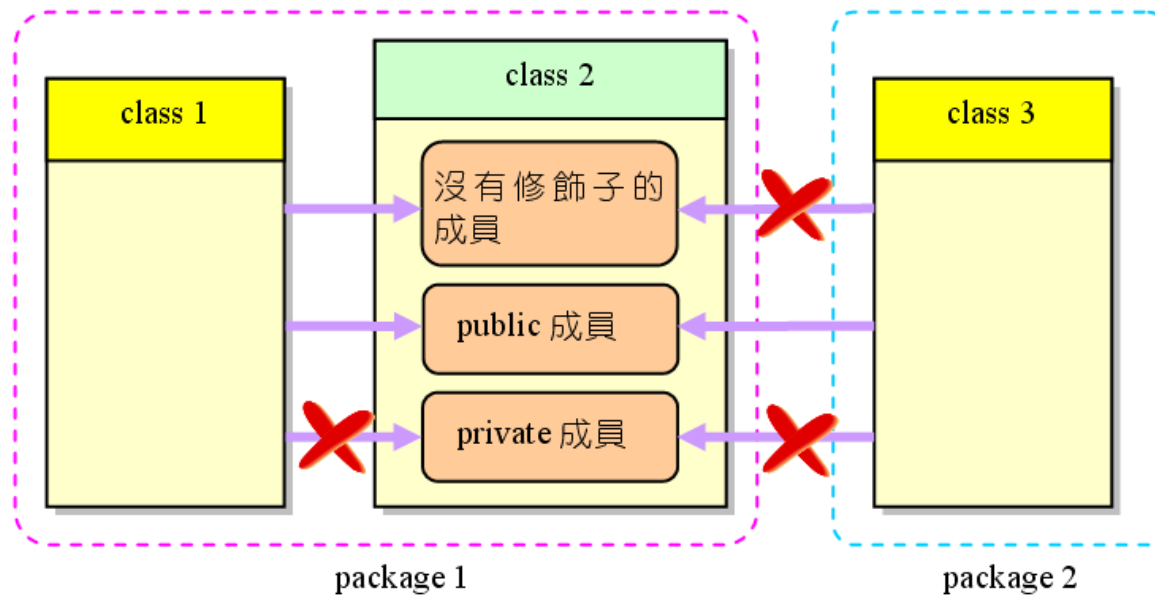 class 1
class 2
class 3
沒有修飾子的
成員
public 成員
private 成員
package 1
package 2